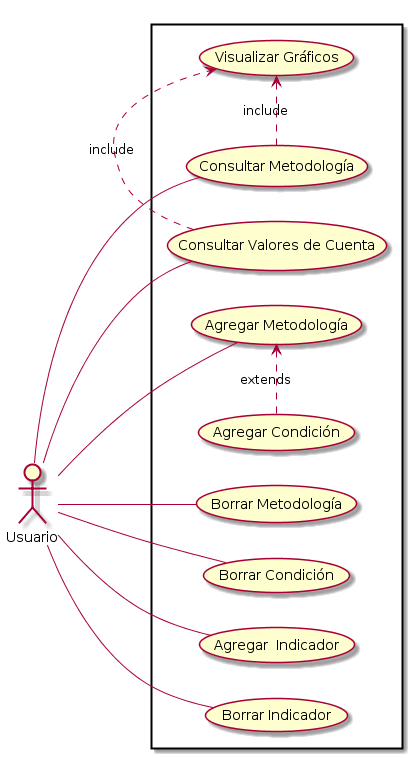 Visualizar Gráficos
include
include
Consultar Metodología
Consultar Valores de Cuenta
Agregar Metodología
extends
Agregar Condición
Borrar Metodología
Usuario
Borrar Condición
Agregar  Indicador
Borrar Indicador